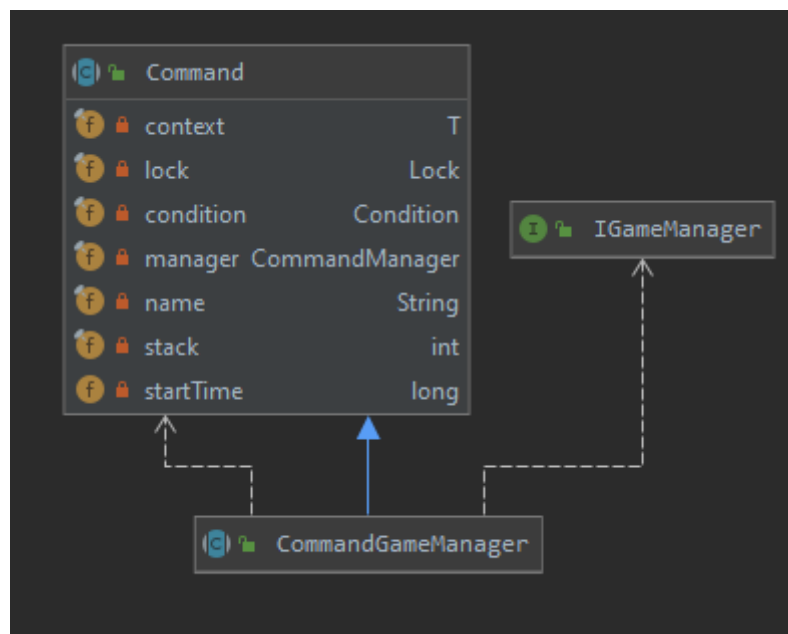 Command
context T
lock Lock
condition Condition
manager CommandManager
name String
stack int
startTime long
IGameManager
CommandGameManager